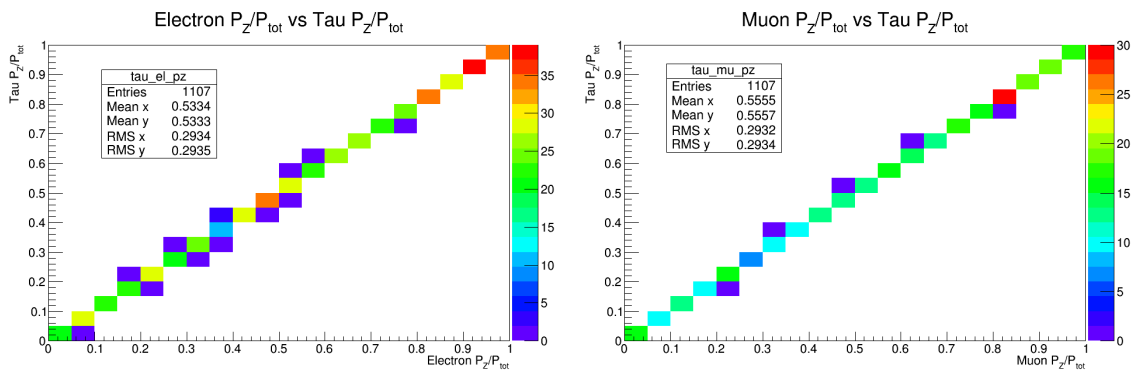 Electron P_Z/P_tot vs Tau P_Z/P_tot
Tau P_Z/P_tot
1
0.9
0.8
0.7
0.6
0.5
0.4
0.3
0.2
0.1
0
tau_el_pz
Entries 1107
Mean x 0.5334
Mean y 0.5333
RMS x 0.2934
RMS y 0.2935
35
30
25
20
15
10
5
0
0 0.1 0.2 0.3 0.4 0.5 0.6 0.7 0.8 0.9 1
Electron P_Z/P_tot
Muon P_Z/P_tot vs Tau P_Z/P_tot
Tau P_Z/P_tot
1
0.9
0.8
0.7
0.6
0.5
0.4
0.3
0.2
0.1
0
tau_mu_pz
Entries 1107
Mean x 0.5555
Mean y 0.5557
RMS x 0.2932
RMS y 0.2934
30
25
20
15
10
5
0
0 0.1 0.2 0.3 0.4 0.5 0.6 0.7 0.8 0.9 1
Muon P_Z/P_tot